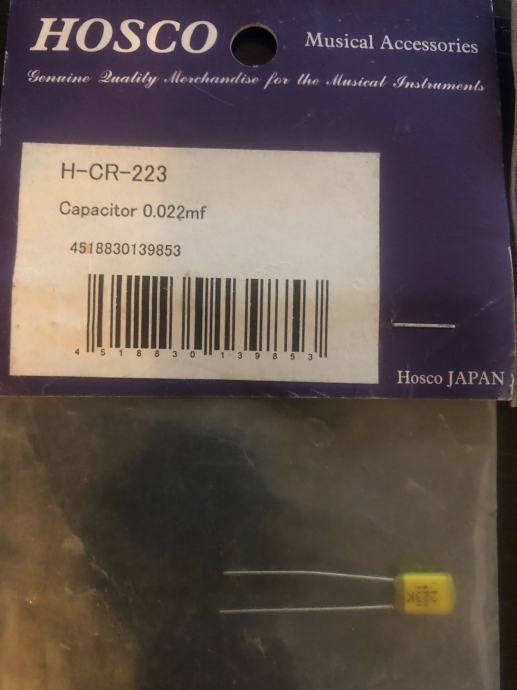 HOSCO
Musical Accessories
Genuine Quality Merchandise for the Musical Instruments
H-CR-223
Capacitor 0.022mf
4518830139853
4 518830 139853
Hosco JAPAN